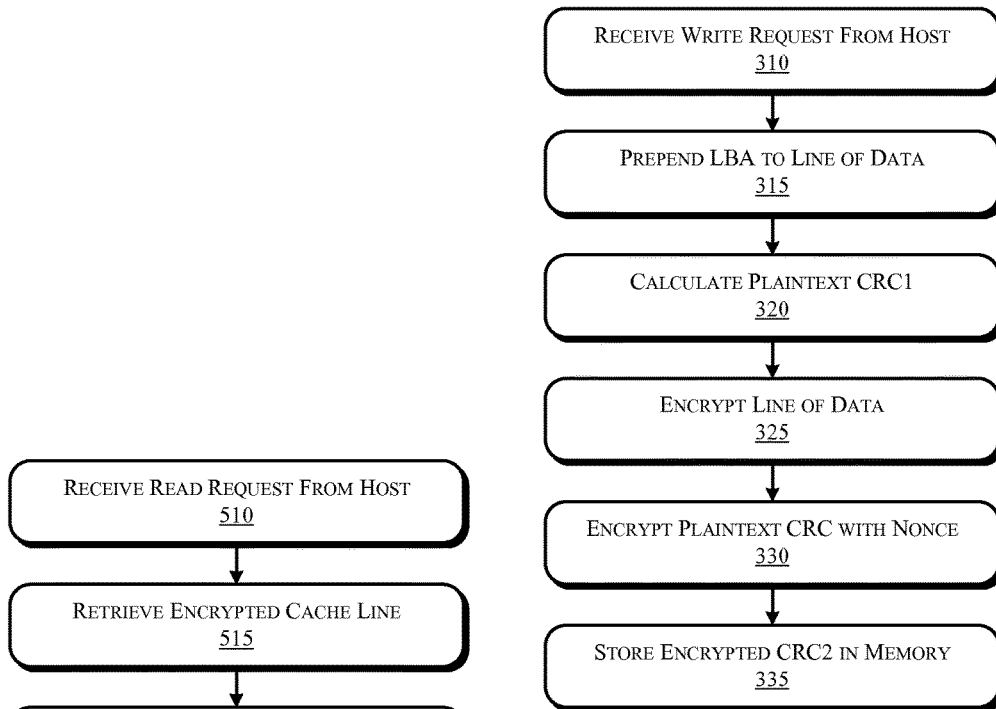 RECEIVE WRITE REQUEST FROM HOST
310
PREPEND LBA TO LINE OF DATA
315
CALCULATE PLAINTEXT CRC1
320
ENCRYPT LINE OF DATA
325
ENCRYPT PLAINTEXT CRC WITH NONCE
330
STORE ENCRYPTED CRC2 IN MEMORY
335
RECEIVE READ REQUEST FROM HOST
510
RETRIEVE ENCRYPTED CACHE LINE
515